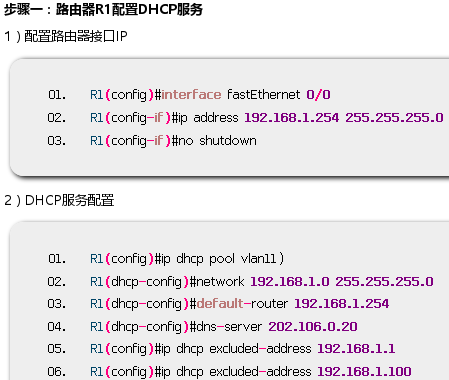 步骤一：路由器R1配置DHCP服务
1）配置路由器接口IP
01. R1(config)#interface fastEthernet 0/0
02. R1(config-if)#ip address 192.168.1.254 255.255.255.0
03. R1(config-if)#no shutdown
2）DHCP服务配置
01. R1(config)#ip dhcp pool vlan11）
02. R1(dhcp-config)#network 192.168.1.0 255.255.255.0
03. R1(dhcp-config)#default-router 192.168.1.254
04. R1(dhcp-config)#dns-server 202.106.0.20
05. R1(config)#ip dhcp excluded-address 192.168.1.1
06. R1(config)#ip dhcp excluded-address 192.168.1.100